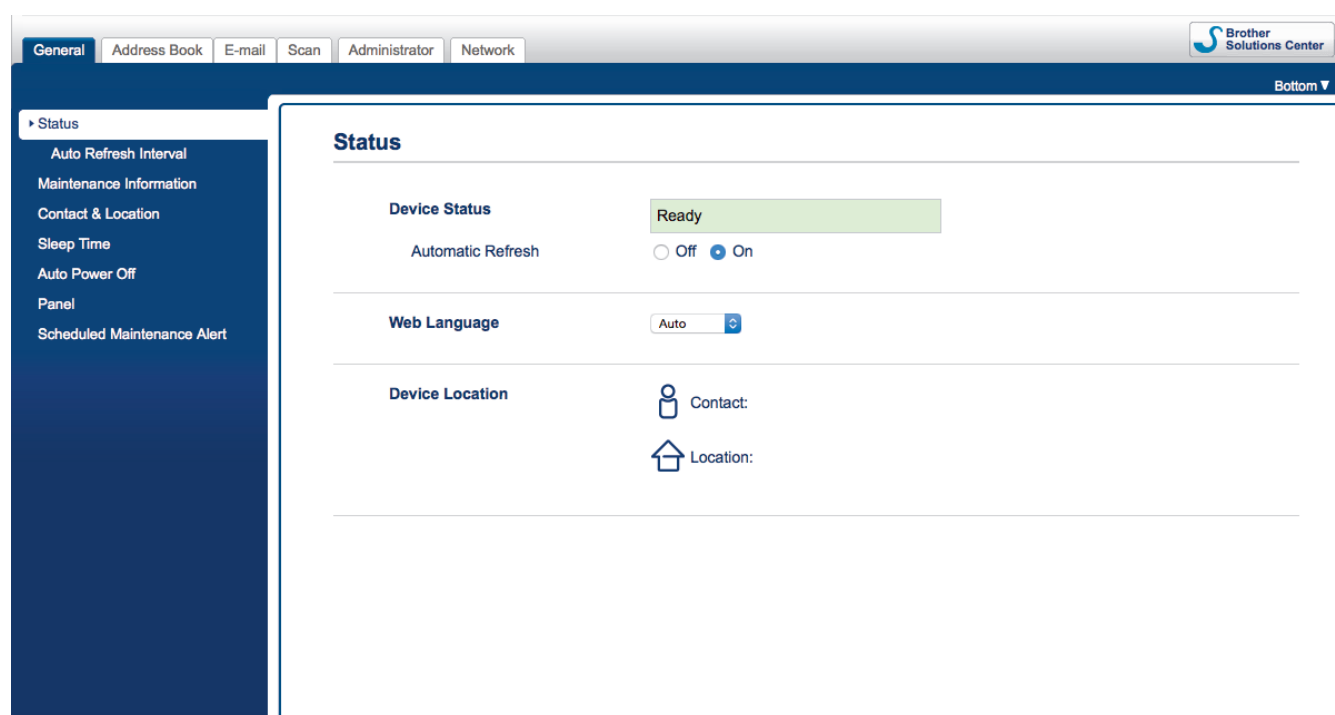 General
Address Book
E-mail
Scan
Administrator
Network
Brother
Solutions Center
Bottom▼
Status
Auto Refresh Interval
Maintenance Information
Contact & Location
Sleep Time
Auto Power Off
Panel
Scheduled Maintenance Alert
Status
Device Status
Ready
Automatic Refresh
Off On
Web Language
Auto
Device Location
Contact:
Location: